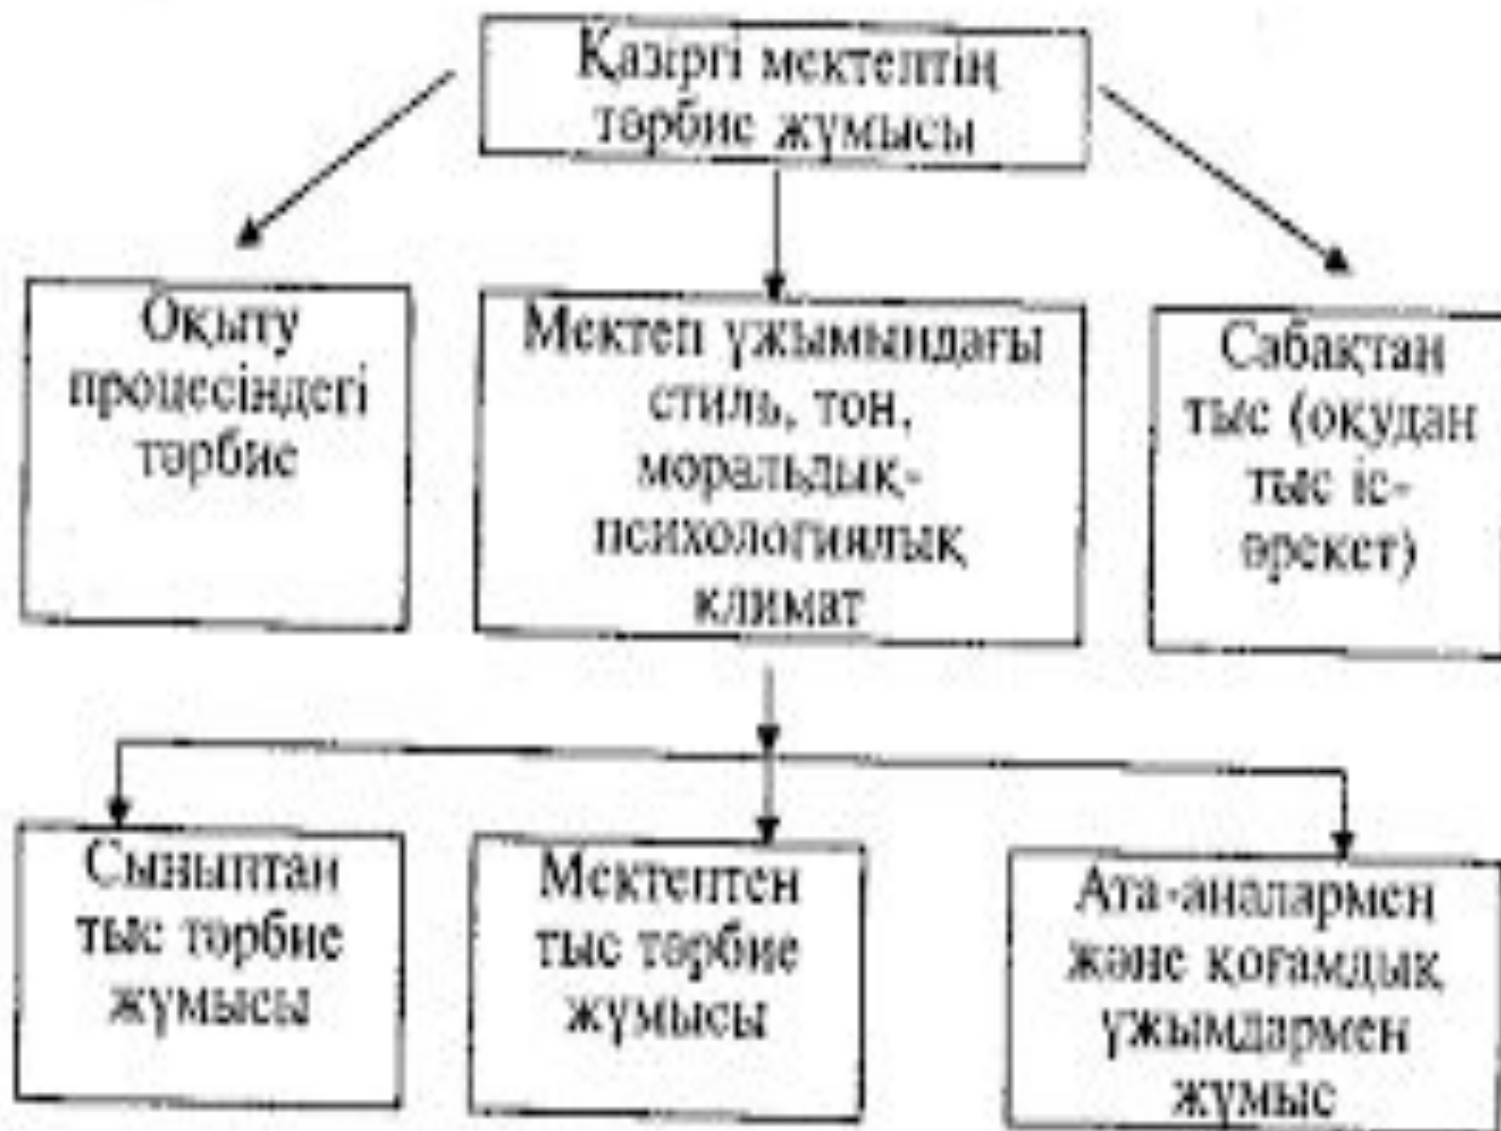 Қазіргі мектептің
тәрбие жұмысы
Оқыту
процесіндегі
тәрбие
Мектеп ұжымындағы
стиль, тон,
моральдық-
психологиялық
климат
Сабақтан
тыс (оқудан
тыс іс-
әрекет)
Сыныптан
тыс тәрбие
жұмысы
Мектептен
тыс тәрбие
жұмысы
Ата-аналармен
және қоғамдық
ұжымдармен
жұмыс